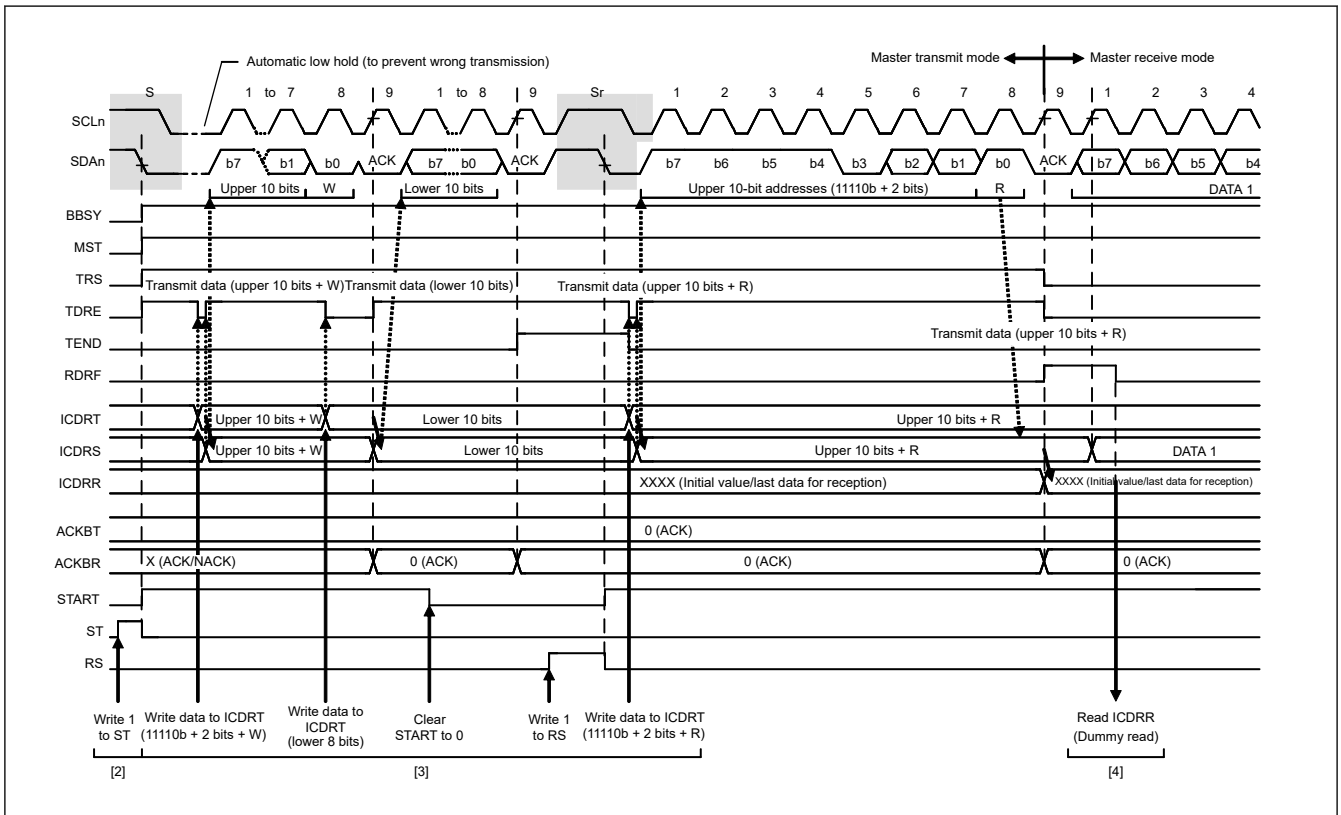 Master transmit mode Master receive mode
Automatic low hold (to prevent wrong transmission)
S 1 to 7 8 9 1 to 8 9 Sr 1 2 3 4 5 6 7 8 9 1 2 3 4
SCLn
SDAn b7 b1 b0 ACK b7 b0 ACK b7 b6 b5 b4 b3 b2 b1 b0 ACK b7 b6 b5 b4
Upper 10 bits W Lower 10 bits Upper 10-bit addresses (11110b + 2 bits) R DATA 1
BBSY
MST
TRS
Transmit data (upper 10 bits + W) Transmit data (lower 10 bits) Transmit data (upper 10 bits + R)
TDRE
Transmit data (upper 10 bits + R)
TEND
RDRF
ICDRT Upper 10 bits + W Lower 10 bits Upper 10 bits + R
ICDRS Upper 10 bits + W Lower 10 bits Upper 10 bits + R DATA 1
ICDRR XXXX (Initial value/last data for reception) XXXX (Initial value/last data for reception)
ACKBT 0 (ACK)
ACKBR X (ACK/NACK) 0 (ACK) 0 (ACK) 0 (ACK)
START
ST
RS
Write 1
to ST
Write data to ICDRT
(11110b + 2 bits + W)
Write data to
ICDRT
(lower 8 bits)
Clear
START to 0
Write 1
to RS
Write data to ICDRT
(11110b + 2 bits + R)
Read ICDRR
(Dummy read)
[2] [3] [4]